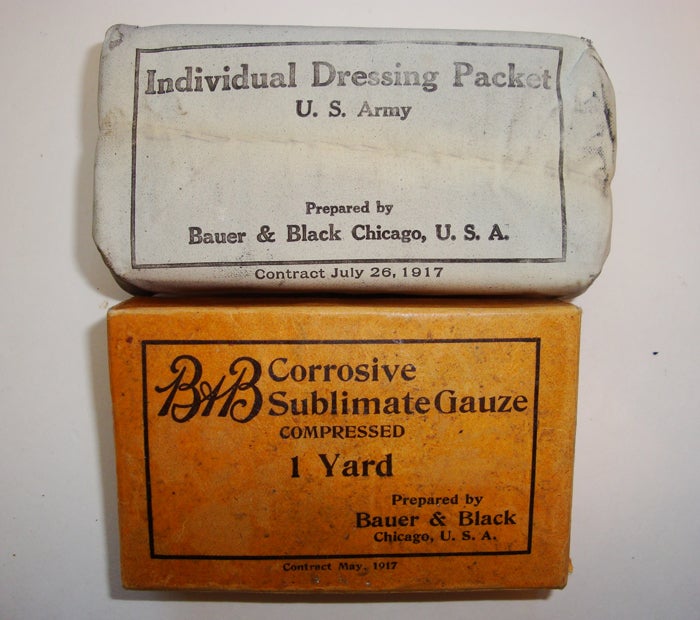 Individual Dressing Packet
U. S. Army
Prepared by
Bauer & Black Chicago, U. S. A.
Contract July 26, 1917
B&B Corrosive
Sublimate Gauze
COMPRESSED
1 Yard
Prepared by
Bauer & Black
Chicago, U. S. A.
Contract May, 1917